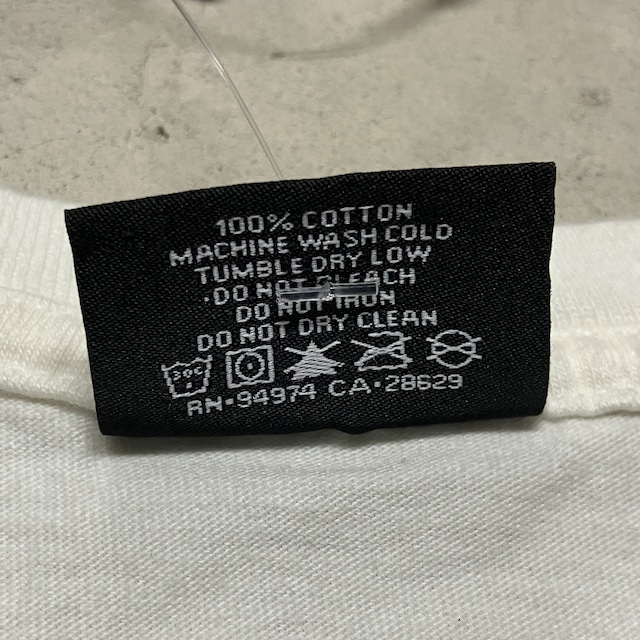 100% COTTON
MACHINE WASH COLD
TUMBLE DRY LOW
·DO NOT BLEACH
DO NOT IRON
DO NOT DRY CLEAN
RN·94974 CA·28629